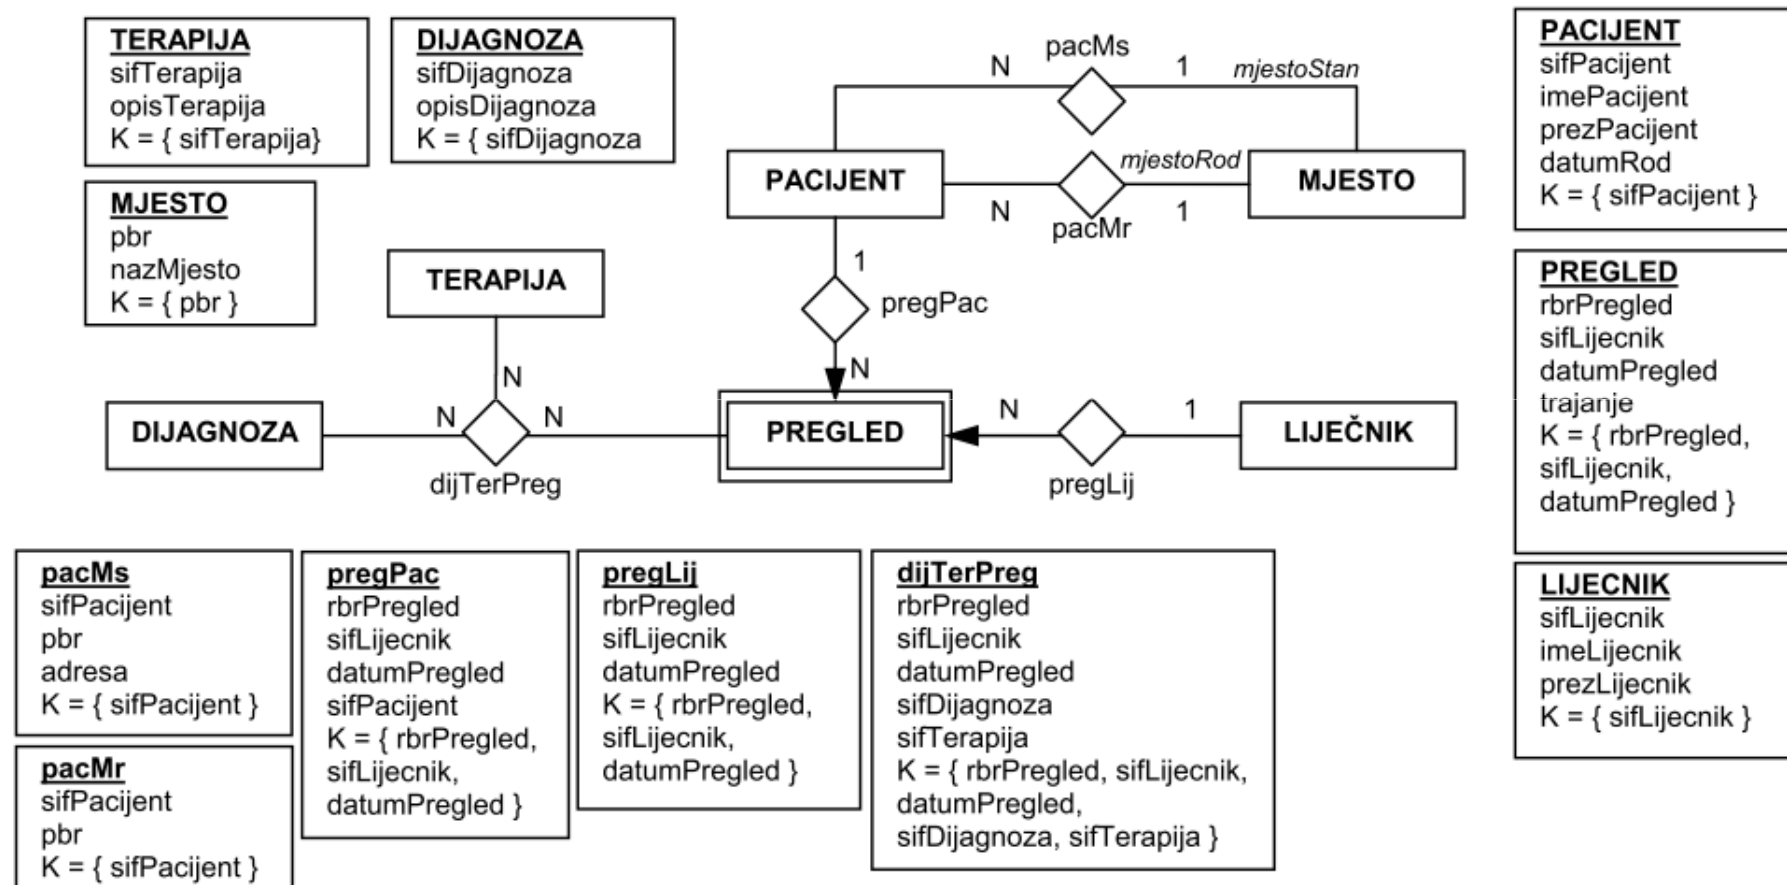 TERAPIJA
sifTerapija
opisTerapija
K = { sifTerapija}
DIJAGNOZA
sifDijagnoza
opisDijagnoza
K = { sifDijagnoza
MJESTO
pbr
nazMjesto
K = { pbr }
pacMs
N
1
mjestoStan
PACIJENT
mjestoRod
MJESTO
N
1
pacMr
TERAPIJA
1
pregPac
N
N
DIJAGNOZA
N
N
PREGLED
N
1
LIJEČNIK
dijTerPreg
pregLij
PACIJENT
sifPacijent
imePacijent
prezPacijent
datumRod
K = { sifPacijent }
PREGLED
rbrPregled
sifLijecnik
datumPregled
trajanje
K = { rbrPregled,
sifLijecnik,
datumPregled }
LIJECNIK
sifLijecnik
imeLijecnik
prezLijecnik
K = { sifLijecnik }
pacMs
sifPacijent
pbr
adresa
K = { sifPacijent }
pacMr
sifPacijent
pbr
K = { sifPacijent }
pregPac
rbrPregled
sifLijecnik
datumPregled
sifPacijent
K = { rbrPregled,
sifLijecnik,
datumPregled }
pregLij
rbrPregled
sifLijecnik
datumPregled
K = { rbrPregled,
sifLijecnik,
datumPregled }
dijTerPreg
rbrPregled
sifLijecnik
datumPregled
sifDijagnoza
sifTerapija
K = { rbrPregled, sifLijecnik,
datumPregled,
sifDijagnoza, sifTerapija }